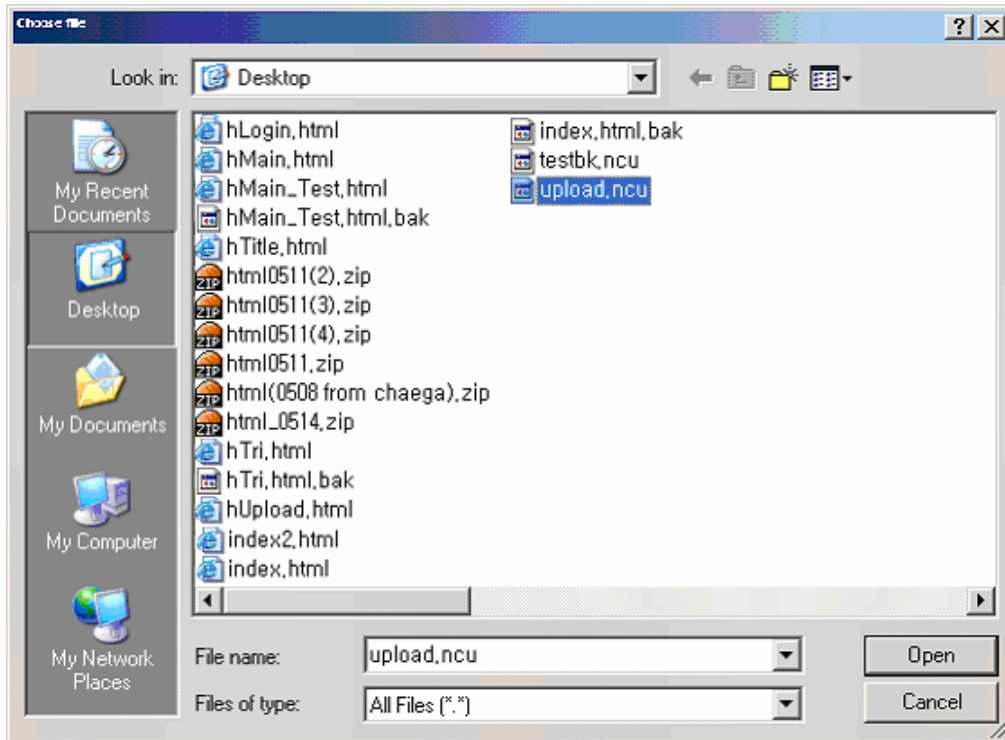 Choose file
Look in:
Desktop
My Recent
Documents
Desktop
My Documents
My Computer
My Network
Places
hLogin,html
hMain,html
hMain_Test,html
hMain_Test,html,bak
hTitle,html
html0511(2),zip
html0511(3),zip
html0511(4),zip
html0511,zip
html(0508 from chaega),zip
html_0514,zip
hTri,html
hTri,html,bak
hUpload,html
index2,html
index,html
index,html,bak
testbk,ncu
upload,ncu
File name:
upload,ncu
Open
Files of type:
All Files (*.*)
Cancel